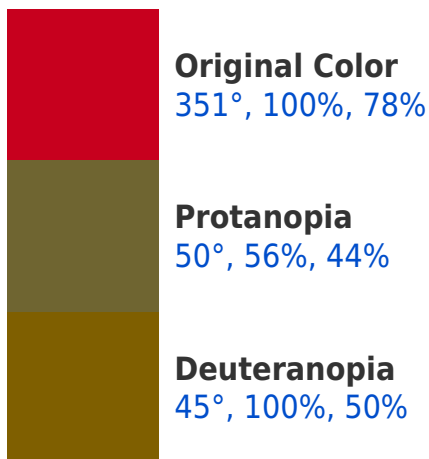 Original Color
351°, 100%, 78%
Protanopia
50°, 56%, 44%
Deuteranopia
45°, 100%, 50%